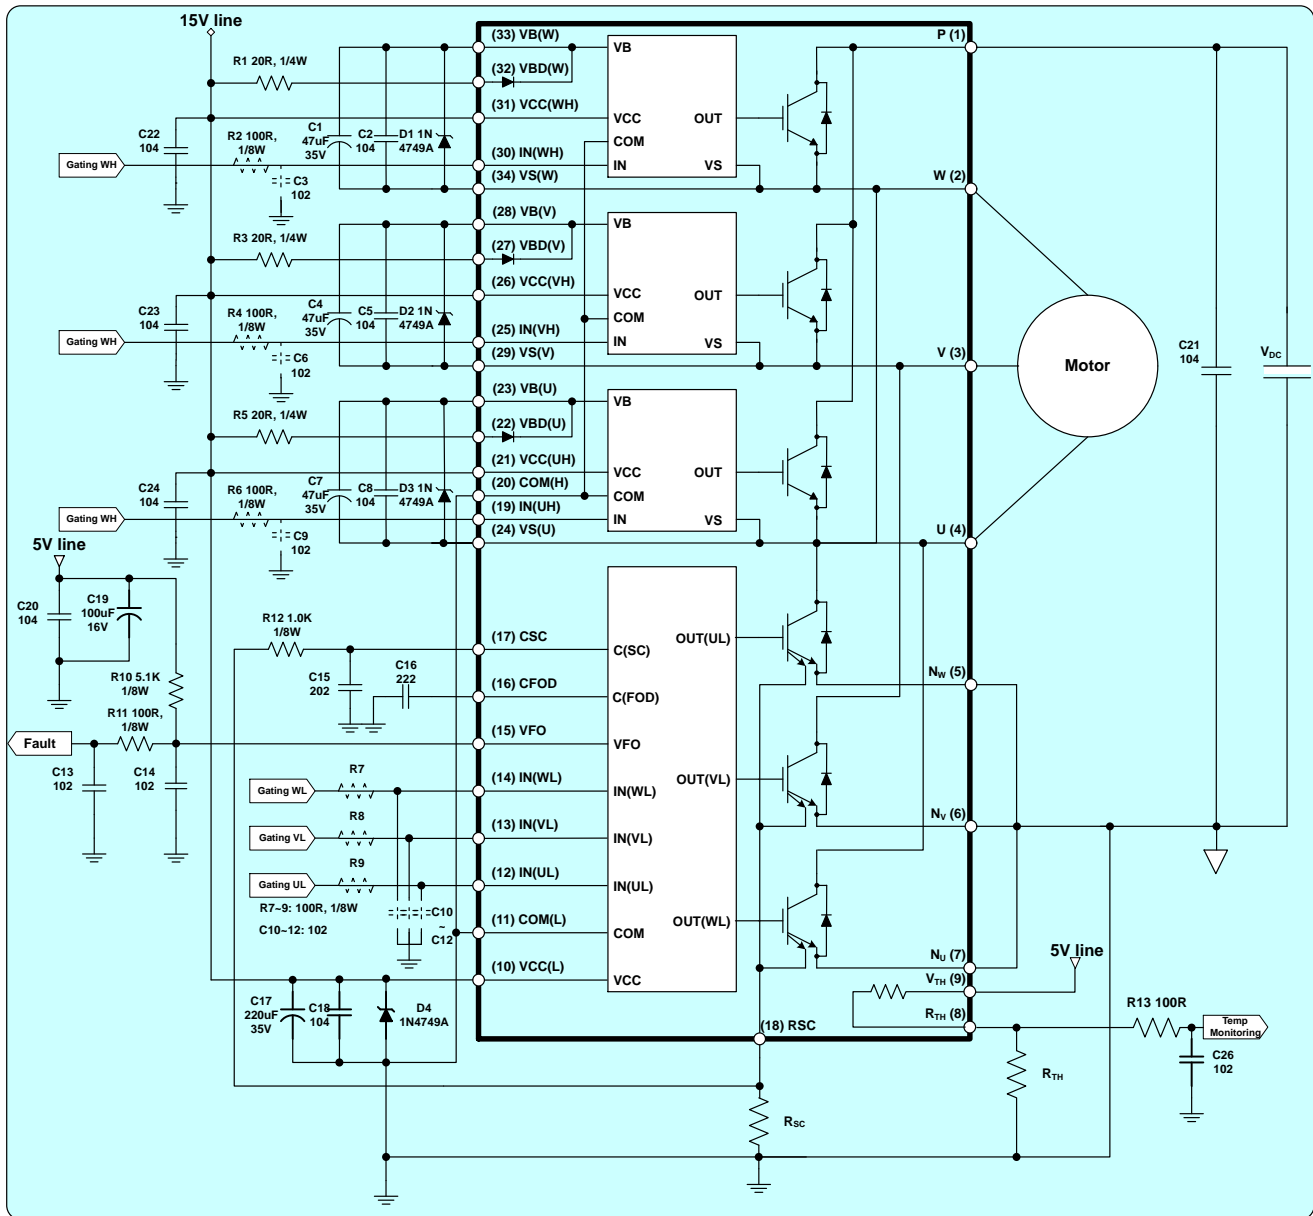 15V line
(33) VB(W)
P (1)
VB
R1 20R, 1/4W
(32) VBD(W)
(31) VCC(WH)
VCC
OUT
C22
104
R2 100R,
1/8W
C1
47uF
35V
C2
104
D1 1N
4749A
COM
(30) IN(WH)
Gating WH
IN
VS
C3
102
(34) VS(W)
W (2)
(28) VB(V)
VB
R3 20R, 1/4W
(27) VBD(V)
(26) VCC(VH)
VCC
OUT
C23
104
R4 100R,
1/8W
C4
47uF
35V
C5
104
D2 1N
4749A
COM
(25) IN(VH)
Gating WH
IN
VS
C6
102
(29) VS(V)
V (3)
Motor
C21
104
VDC
(23) VB(U)
VB
R5 20R, 1/4W
(22) VBD(U)
(21) VCC(UH)
VCC
OUT
C24
104
R6 100R,
1/8W
C7
47uF
35V
C8
104
D3 1N
4749A
(20) COM(H)
COM
(19) IN(UH)
Gating WH
IN
VS
C9
102
(24) VS(U)
U (4)
5V line
C20
104
C19
100uF
16V
R12 1.0K
1/8W
(17) CSC
C(SC)
OUT(UL)
C15
202
C16
222
(16) CFOD
C(FOD)
NW (5)
R10 5.1K
1/8W
R11 100R,
1/8W
Fault
(15) VFO
VFO
C13
102
C14
102
R7
Gating WL
(14) IN(WL)
IN(WL)
OUT(VL)
R8
Gating VL
(13) IN(VL)
IN(VL)
NV (6)
R9
Gating UL
(12) IN(UL)
IN(UL)
R7~9: 100R, 1/8W
C10~12: 102
C10
~
C12
(11) COM(L)
COM
OUT(WL)
NU (7)
(10) VCC(L)
VCC
VTH (9)
5V line
C17
220uF
35V
C18
104
D4
1N4749A
RTH (8)
R13 100R
Temp
Monitoring
(18) RSC
C26
102
RTH
RSC